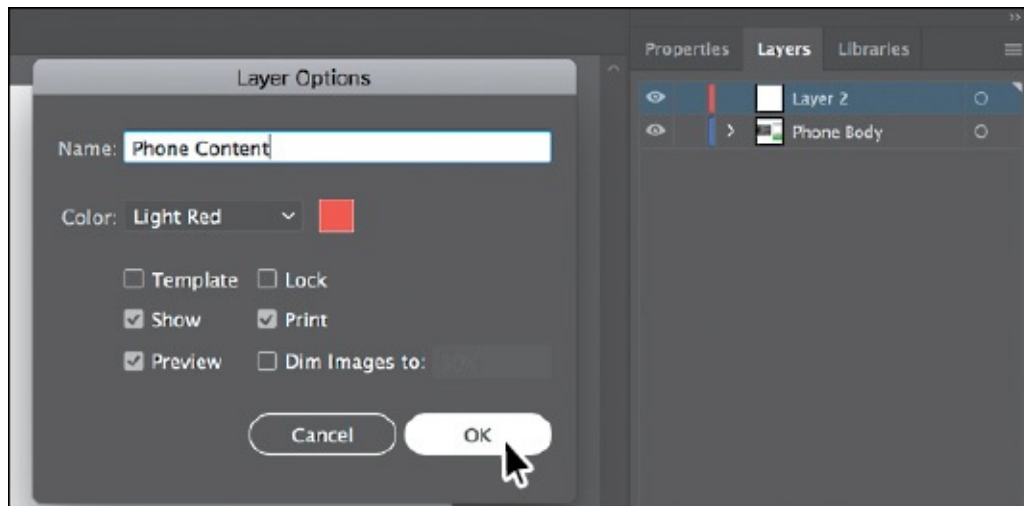 Properties Layers Libraries
Layer Options
Layer 2
Phone Body
Name: Phone Content
Color: Light Red
Template Lock
Show Print
Preview Dim Images to:
Cancel OK